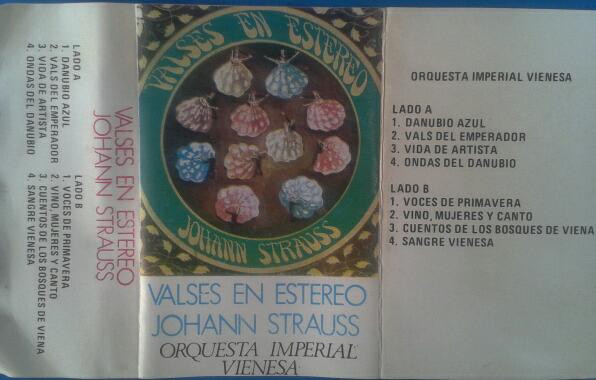 LADO A
1. DANUBIO AZUL
2. VALS DEL EMPERADOR
3. VIDA DE ARTISTA
4. ONDAS DEL DANUBIO
LADO B
1. VOCES DE PRIMAVERA
2. VINO, MUJERES Y CANTO
3. CUENTOS DE LOS BOSQUES DE VIENA
4. SANGRE VIENESA
VALSES EN ESTEREO
JOHANN STRAUSS
VALSES EN ESTEREO
JOHANN STRAUSS
VALSES EN ESTEREO
JOHANN STRAUSS
ORQUESTA IMPERIAL
VIENESA
ORQUESTA IMPERIAL VIENESA
LADO A
1. DANUBIO AZUL
2. VALS DEL EMPERADOR
3. VIDA DE ARTISTA
4. ONDAS DEL DANUBIO
LADO B
1. VOCES DE PRIMAVERA
2. VINO, MUJERES Y CANTO
3. CUENTOS DE LOS BOSQUES DE VIENA
4. SANGRE VIENESA